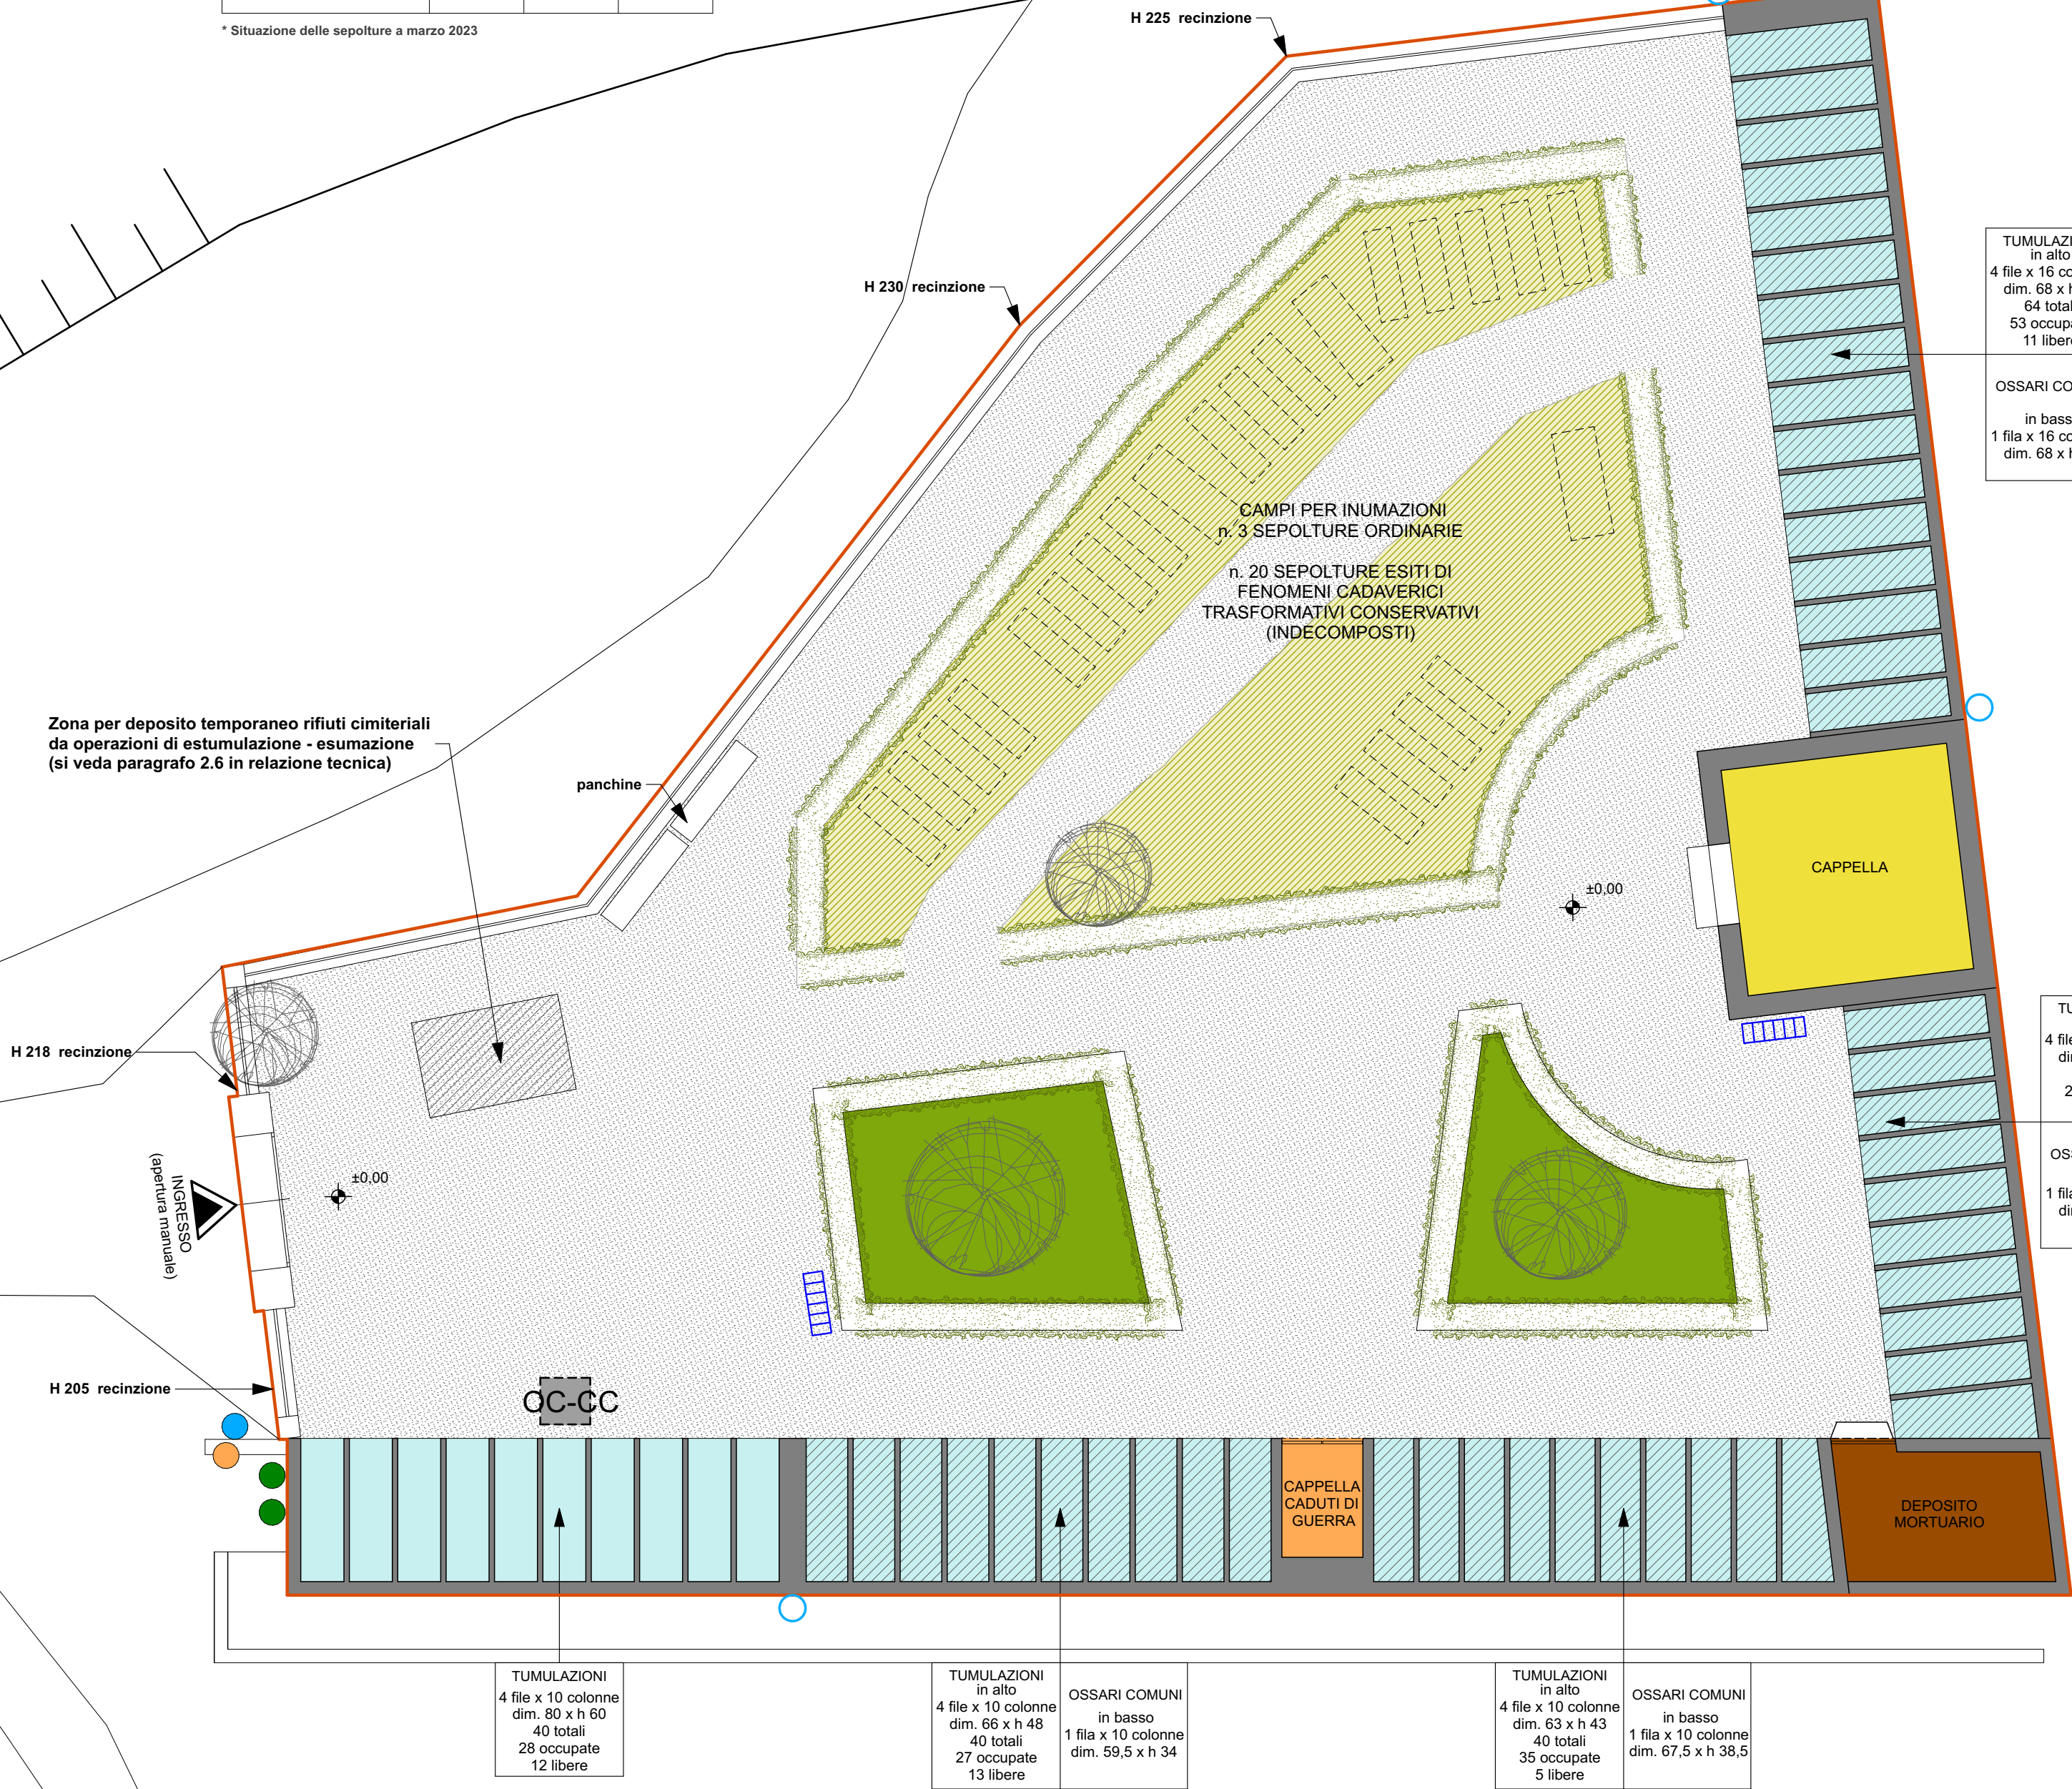 * Situazione delle sepolture a marzo 2023
H 225 recinzione
H 230 recinzione
in alto
4 file x 16
dim. 68 x
64
53
11
OSSARI
in
1 fila x 16
dim. 68 x
CAMPI PER INUMAZIONI
n. 3 SEPOLTURE ORDINARIE
n. 20 SEPOLTURE ESITI DI
FENOMENI CADAVERICI
TRASFORMATIVI CONSERVATIVI
(INDECOMPOSTI)
Zona per deposito temporaneo rifiuti cimiteriali
da operazioni di estumulazione - esumazione
(si veda paragrafo 2.6 in relazione tecnica)
panchine
CAPPELLA
±0,00
H 218 recinzione
4
1
INGRESSO
(apertura manuale)
±0,00
H 205 recinzione
OC-CC
CAPPELLA
CADUTI DI
GUERRA
DEPOSITO
MORTUARIO
TUMULAZIONI
4 file x 10 colonne
dim. 80 x h 60
40 totali
28 occupate
12 libere
TUMULAZIONI
in alto
4 file x 10 colonne
dim. 66 x h 48
40 totali
27 occupate
13 libere
OSSARI COMUNI
in basso
1 fila x 10 colonne
dim. 59,5 x h 34
TUMULAZIONI
in alto
4 file x 10 colonne
dim. 63 x h 43
40 totali
35 occupate
5 libere
OSSARI COMUNI
in basso
1 fila x 10 colonne
dim. 67,5 x h 38,5